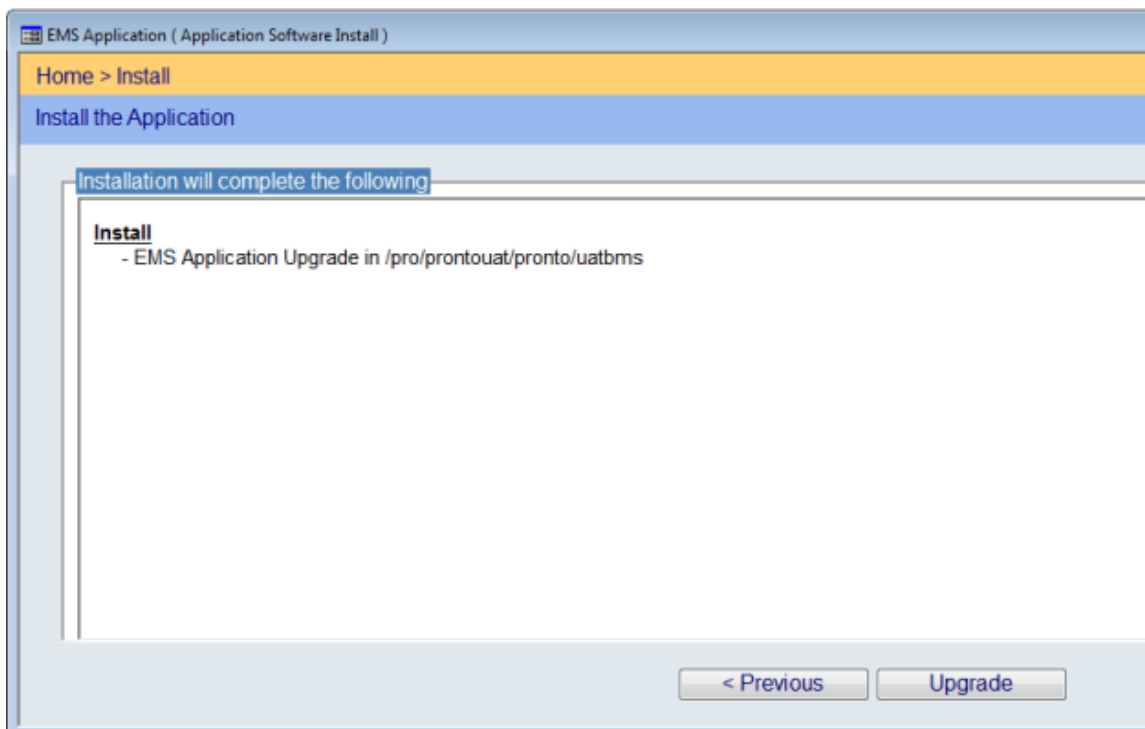 EMS Application ( Application Software Install )
Home > Install
Install the Application
Installation will complete the following
Install
- EMS Application Upgrade in /pro/prontouat/pronto/uatbms
< Previous
Upgrade